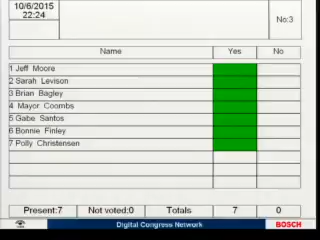 10/6/2015
22:24
No:3
Name Yes No
1 Jeff Moore
2 Sarah Levison
3 Brian Bagley
4 Mayor Coombs
5 Gabe Santos
6 Bonnie Finley
7 Polly Christensen
Present:7 Not voted:0 Totals 7 0
Digital Congress Network BOSCH